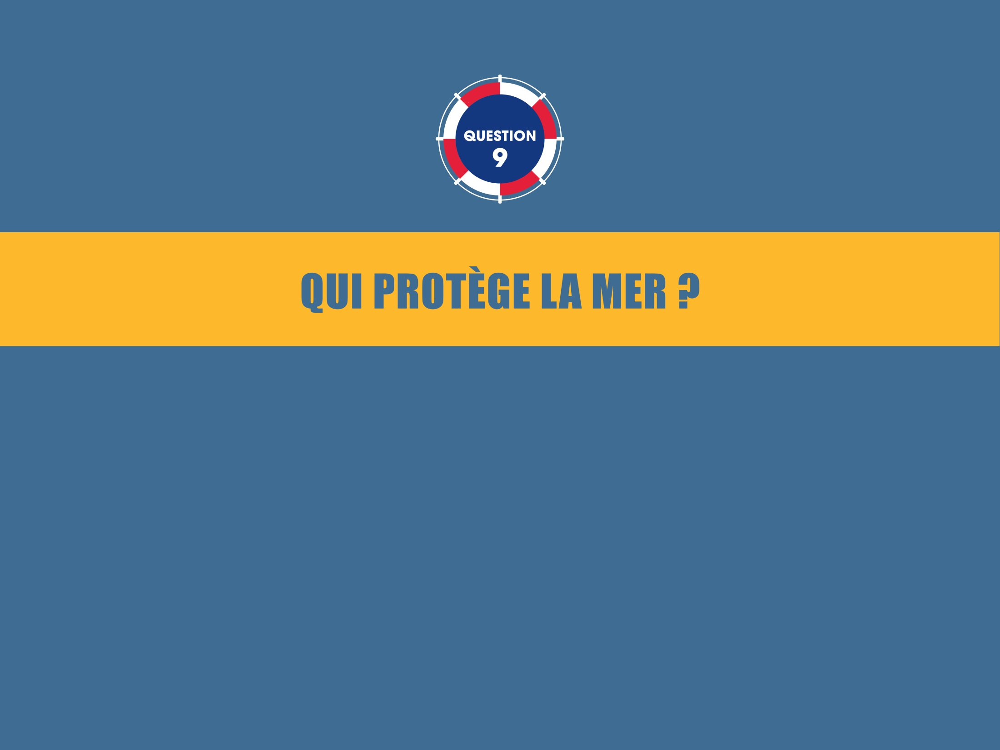 QUESTION
9
QUI PROTÈGE LA MER ?